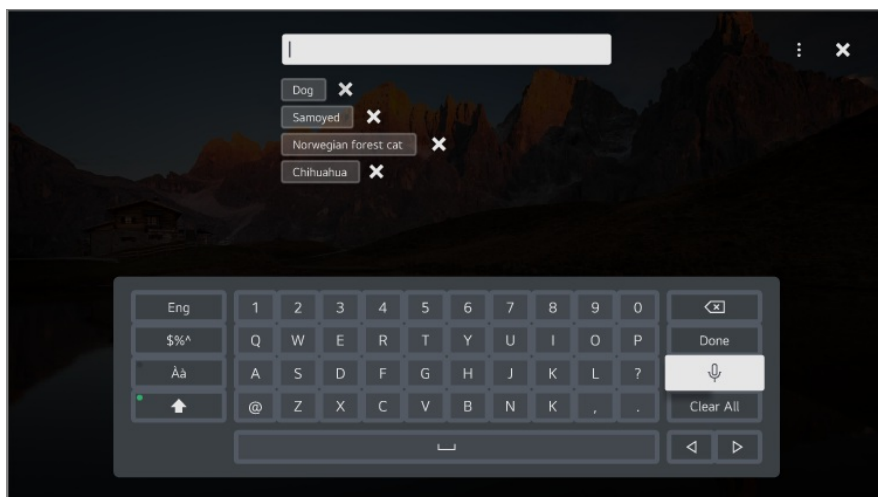 Dog
Samoyed
Norwegian forest cat
Chihuahua
Eng 1 2 3 4 5 6 7 8 9 0
$%^ Q W E R T Y U I O P Done
Àà A S D F G H J K L ?
@ Z X C V B N K , . Clear All